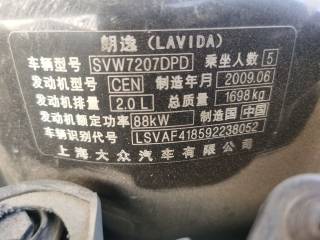 朗逸 (LAVIDA)
车辆型号 SVW7207DPD 乘坐人数 5
发动机型号 CEN 制造年月 2009.06
发动机排量 2.0 L 总质量 1698 kg
发动机额定功率 88kW 制造国 中国
车辆识别代号 LSVAF418592238052
上海大众汽车有限公司